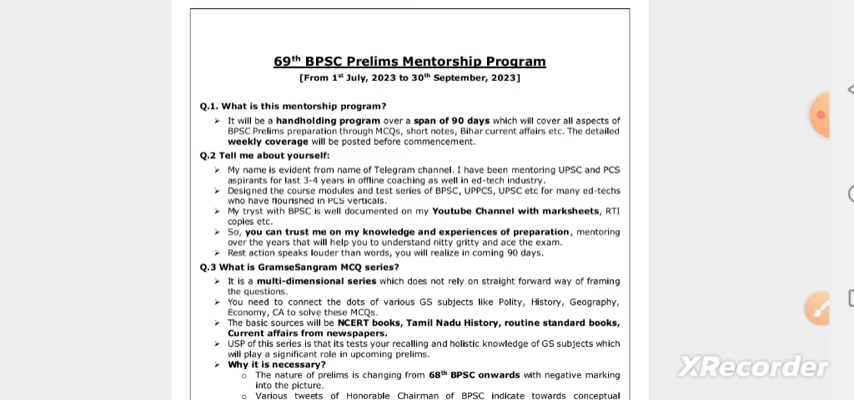 69th BPSC Prelims Mentorship Program
[From 1st July, 2023 to 30th September, 2023]
Q.1. What is this mentorship program?
➢ It will be a handholding program over a span of 90 days which will cover all aspects of
BPSC Prelims preparation through MCQs, short notes, Bihar current affairs etc. The detailed
weekly coverage will be posted before commencement.
Q.2 Tell me about yourself:
➢ My name is evident from name of Telegram channel. I have been mentoring UPSC and PCS
aspirants for last 3-4 years in offline coaching as well in ed-tech industry.
➢ Designed the course modules and test series of BPSC, UPPCS, UPSC etc for many ed-techs
who have flourished in PCS verticals.
➢ My tryst with BPSC is well documented on my Youtube Channel with marksheets, RTI
copies etc.
➢ So, you can trust me on my knowledge and experiences of preparation, mentoring
over the years that will help you to understand nitty gritty and ace the exam.
➢ Rest action speaks louder than words, you will realize in coming 90 days.
Q.3 What is GramseSangram MCQ series?
➢ It is a multi-dimensional series which does not rely on straight forward way of framing
the questions.
➢ You need to connect the dots of various GS subjects like Polity, History, Geography,
Economy, CA to solve these MCQs.
➢ The basic sources will be NCERT books, Tamil Nadu History, routine standard books,
Current affairs from newspapers.
➢ USP of this series is that its tests your recalling and holistic knowledge of GS subjects which
will play a significant role in upcoming prelims.
➢ Why it is necessary?
o The nature of prelims is changing from 68th BPSC onwards with negative marking
into the picture.
o Various tweets of Honorable Chairman of BPSC indicate towards conceptual
XRecorder